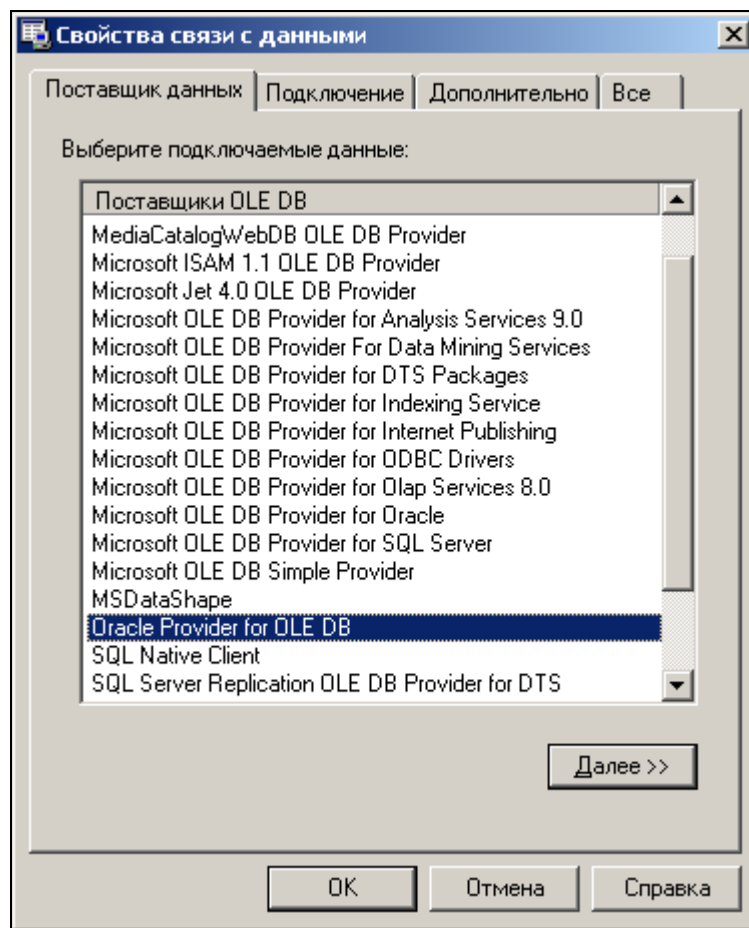 Свойства связи с данными
Поставщик данных Подключение Дополнительно Все
Выберите подключаемые данные:
Поставщики OLE DB
MediaCatalogWebDB OLE DB Provider
Microsoft ISAM 1.1 OLE DB Provider
Microsoft Jet 4.0 OLE DB Provider
Microsoft OLE DB Provider for Analysis Services 9.0
Microsoft OLE DB Provider For Data Mining Services
Microsoft OLE DB Provider for DTS Packages
Microsoft OLE DB Provider for Indexing Service
Microsoft OLE DB Provider for Internet Publishing
Microsoft OLE DB Provider for ODBC Drivers
Microsoft OLE DB Provider for Olap Services 8.0
Microsoft OLE DB Provider for Oracle
Microsoft OLE DB Provider for SQL Server
Microsoft OLE DB Simple Provider
MSDataShape
Oracle Provider for OLE DB
SQL Native Client
SQL Server Replication OLE DB Provider for DTS
Далее >>
OK Отмена Справка